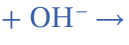 + OH⁻ →